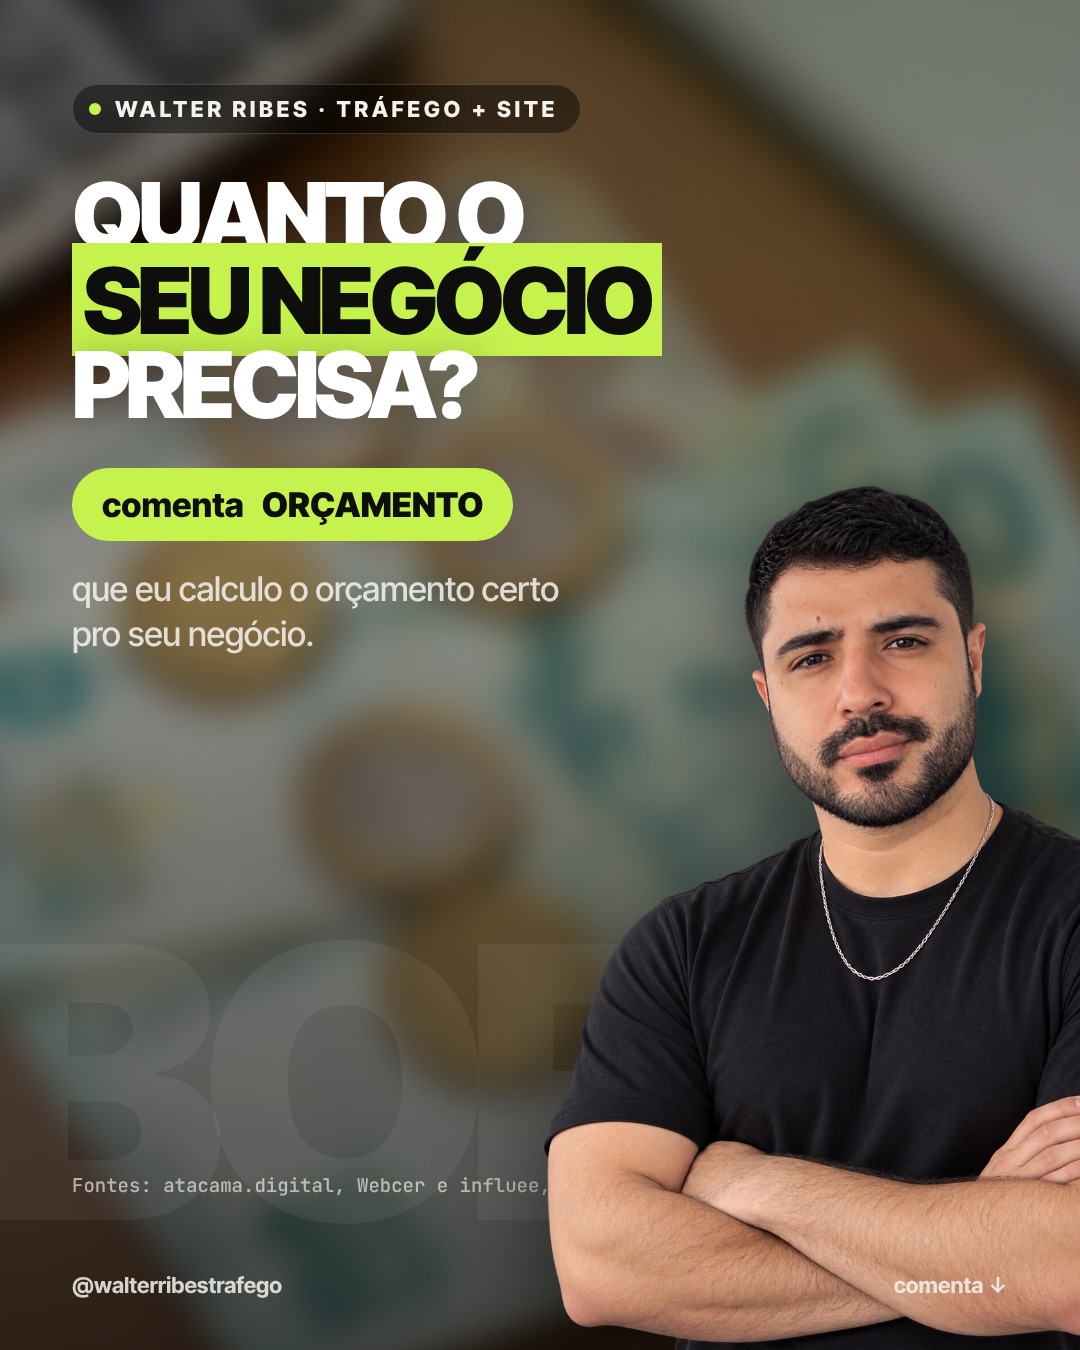 WALTER RIBES · TRÁFEGO + SITE
QUANTO O
SEU NEGÓCIO
PRECISA?
comenta ORÇAMENTO
que eu calculo o orçamento certo
pro seu negócio.
BO
Fontes: atacama.digital, Webcer e influee,
@walterribestrafego
comenta ↓